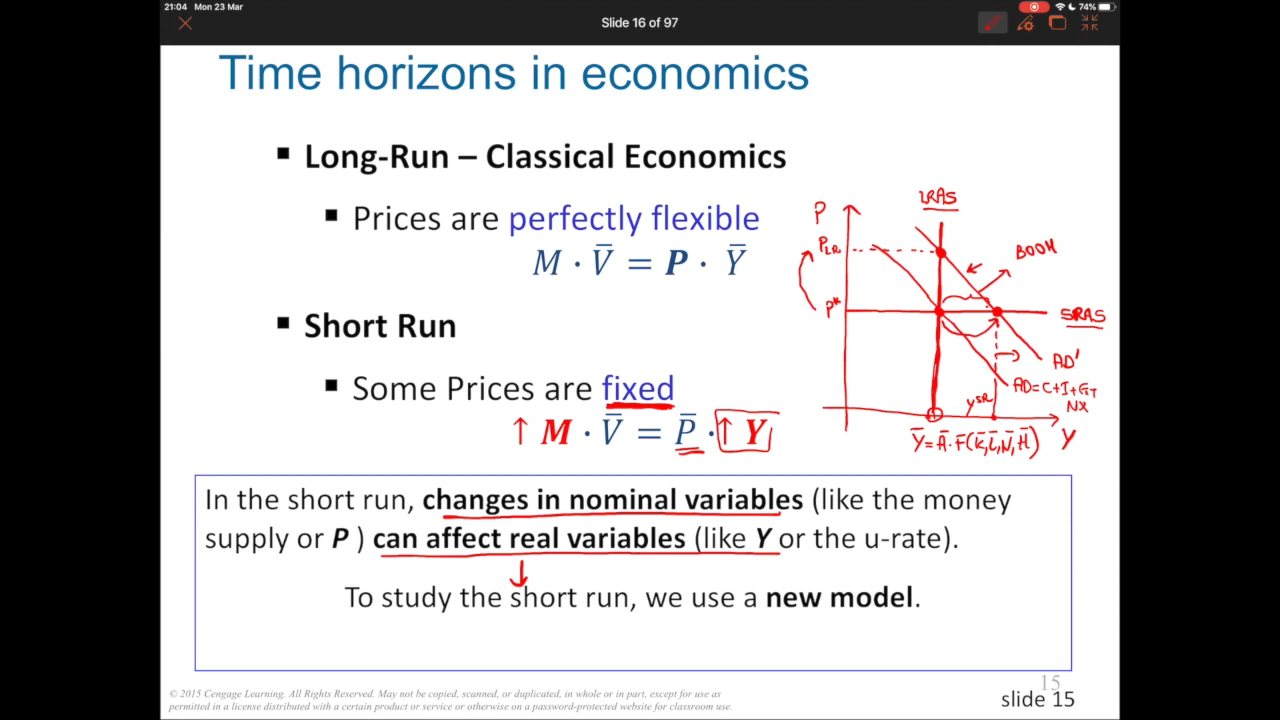 21:04 Mon 23 Mar
74%
Slide 16 of 97
Time horizons in economics
Long-Run – Classical Economics
Prices are perfectly flexible
M · V̄ = P · Ȳ
Short Run
Some Prices are fixed
↑ M · V̄ = P̄ · ↑ Y
In the short run, changes in nominal variables (like the money
supply or P ) can affect real variables (like Y or the u-rate).
To study the short run, we use a new model.
LRAS
P
P LR
BOOM
P*
SRAS
AD'
AD=C+I+G+
NX
Y SR
Ȳ=Ā·F(K̄,L̄,N̄,H̄)
Y
© 2015 Cengage Learning. All Rights Reserved. May not be copied, scanned, or duplicated, in whole or in part, except for use as
permitted in a license distributed with a certain product or service or otherwise on a password-protected website for classroom use.
15
slide 15